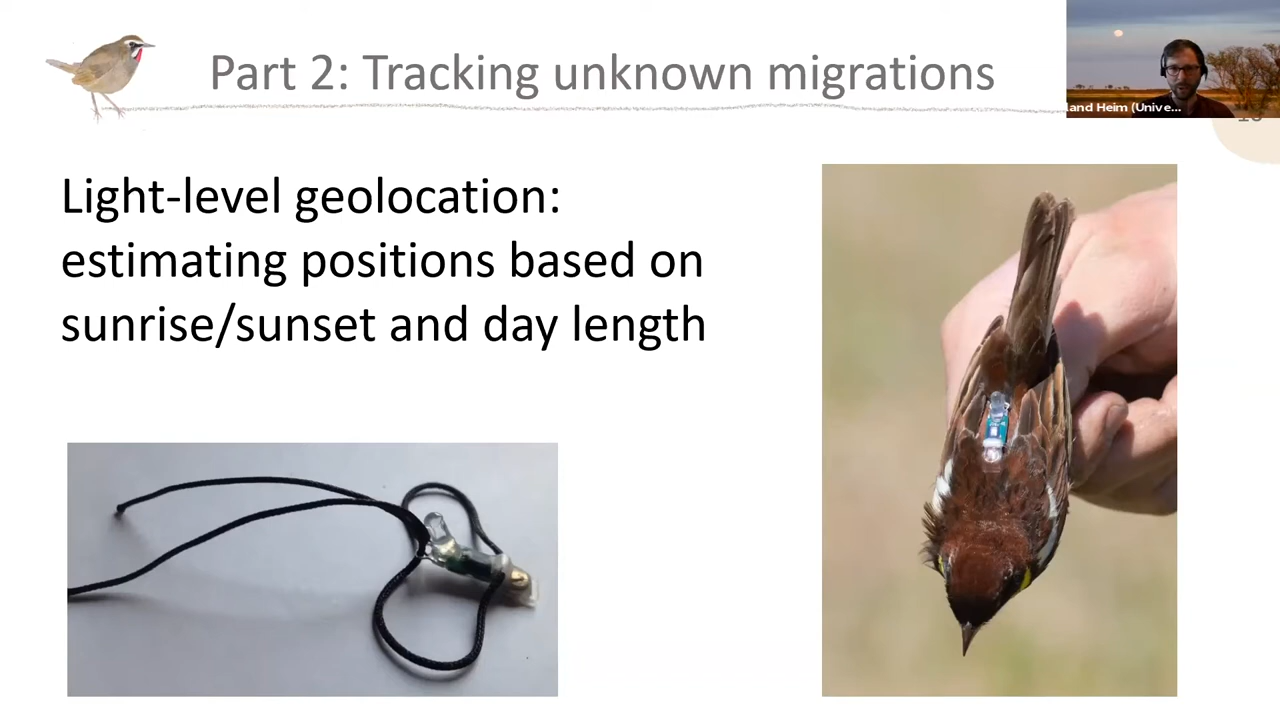 Part 2: Tracking unknown migrations
land Heim (Unive...
Light-level geolocation:
estimating positions based on
sunrise/sunset and day length